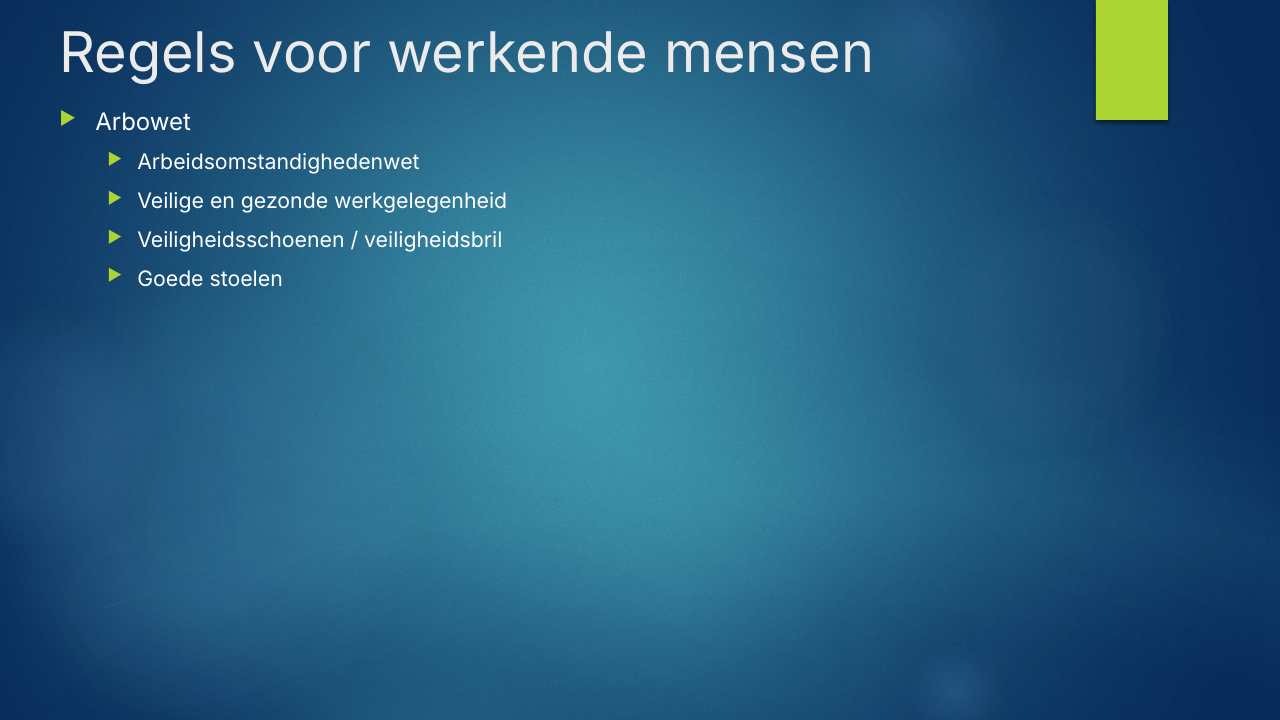 Regels voor werkende mensen
Arbowet
Arbeidsomstandighedenwet
Veilige en gezonde werkgelegenheid
Veiligheidsschoenen / veiligheidsbril
Goede stoelen